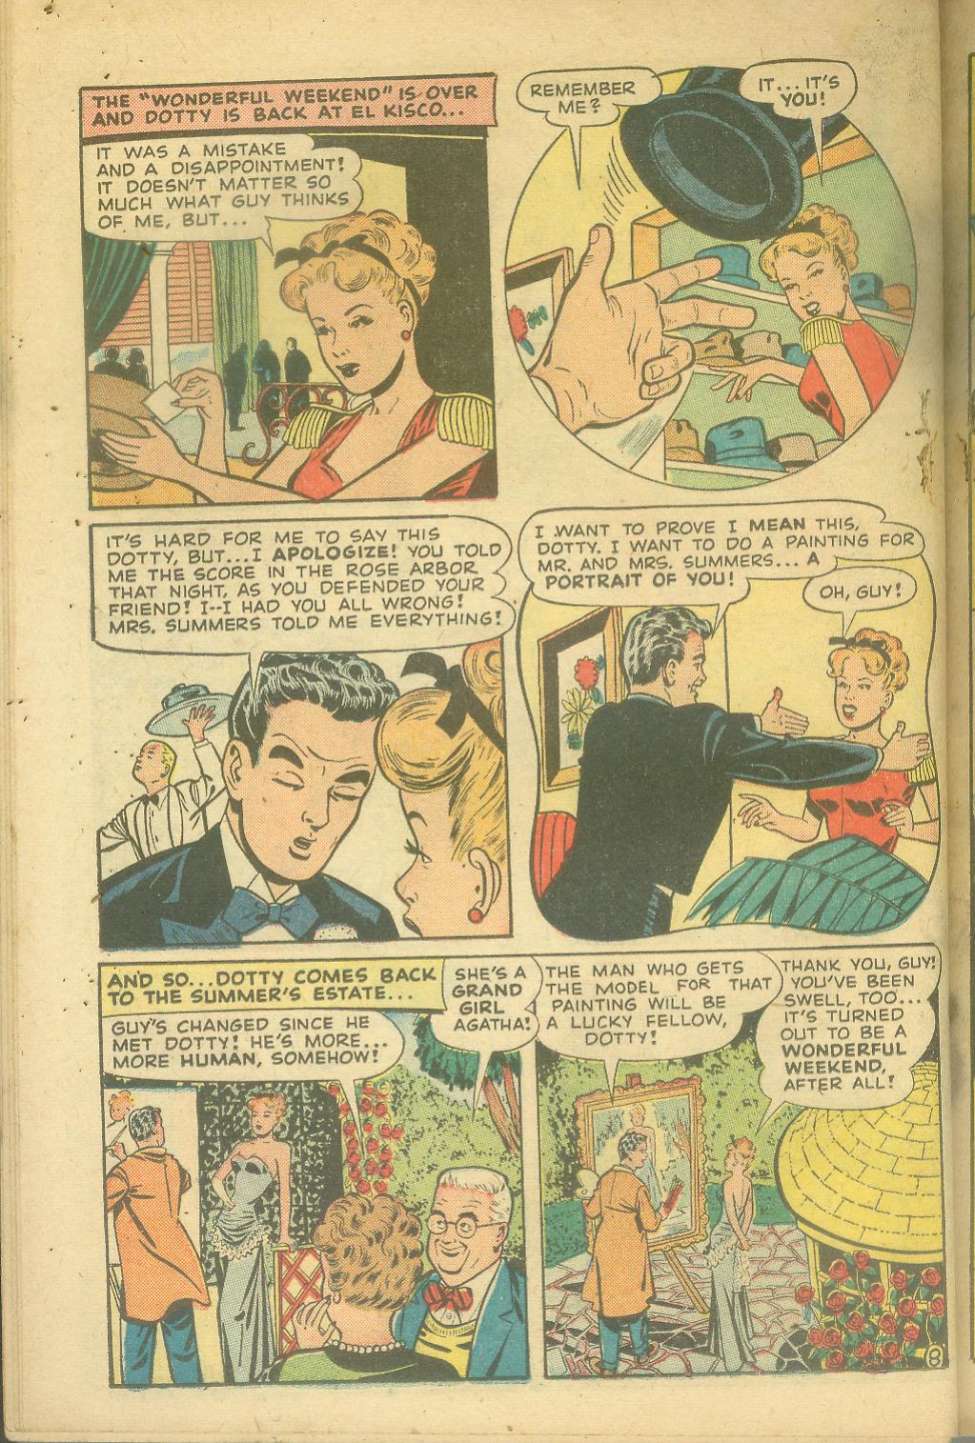 THE "WONDERFUL WEEKEND" IS OVER
AND DOTTY IS BACK AT EL KISCO...
IT WAS A MISTAKE
AND A DISAPPOINTMENT!
IT DOESN'T MATTER SO
MUCH WHAT GUY THINKS
OF ME, BUT...
REMEMBER
ME?
IT... IT'S
YOU!
IT'S HARD FOR ME TO SAY THIS
DOTTY, BUT...I APOLOGIZE! YOU TOLD
ME THE SCORE IN THE ROSE ARBOR
THAT NIGHT, AS YOU DEFENDED YOUR
FRIEND! I--I HAD YOU ALL WRONG!
MRS. SUMMERS TOLD ME EVERYTHING!
I WANT TO PROVE I MEAN THIS,
DOTTY. I WANT TO DO A PAINTING FOR
MR. AND MRS. SUMMERS... A
PORTRAIT OF YOU!
OH, GUY!
AND SO...DOTTY COMES BACK
TO THE SUMMER'S ESTATE...
GUY'S CHANGED SINCE HE
MET DOTTY! HE'S MORE...
MORE HUMAN, SOMEHOW!
SHE'S A
GRAND
GIRL
AGATHA!
THE MAN WHO GETS
THE MODEL FOR THAT
PAINTING WILL BE
A LUCKY FELLOW,
DOTTY!
THANK YOU, GUY!
YOU'VE BEEN
SWELL, TOO...
IT'S TURNED
OUT TO BE A
WONDERFUL
WEEKEND,
AFTER ALL!
8